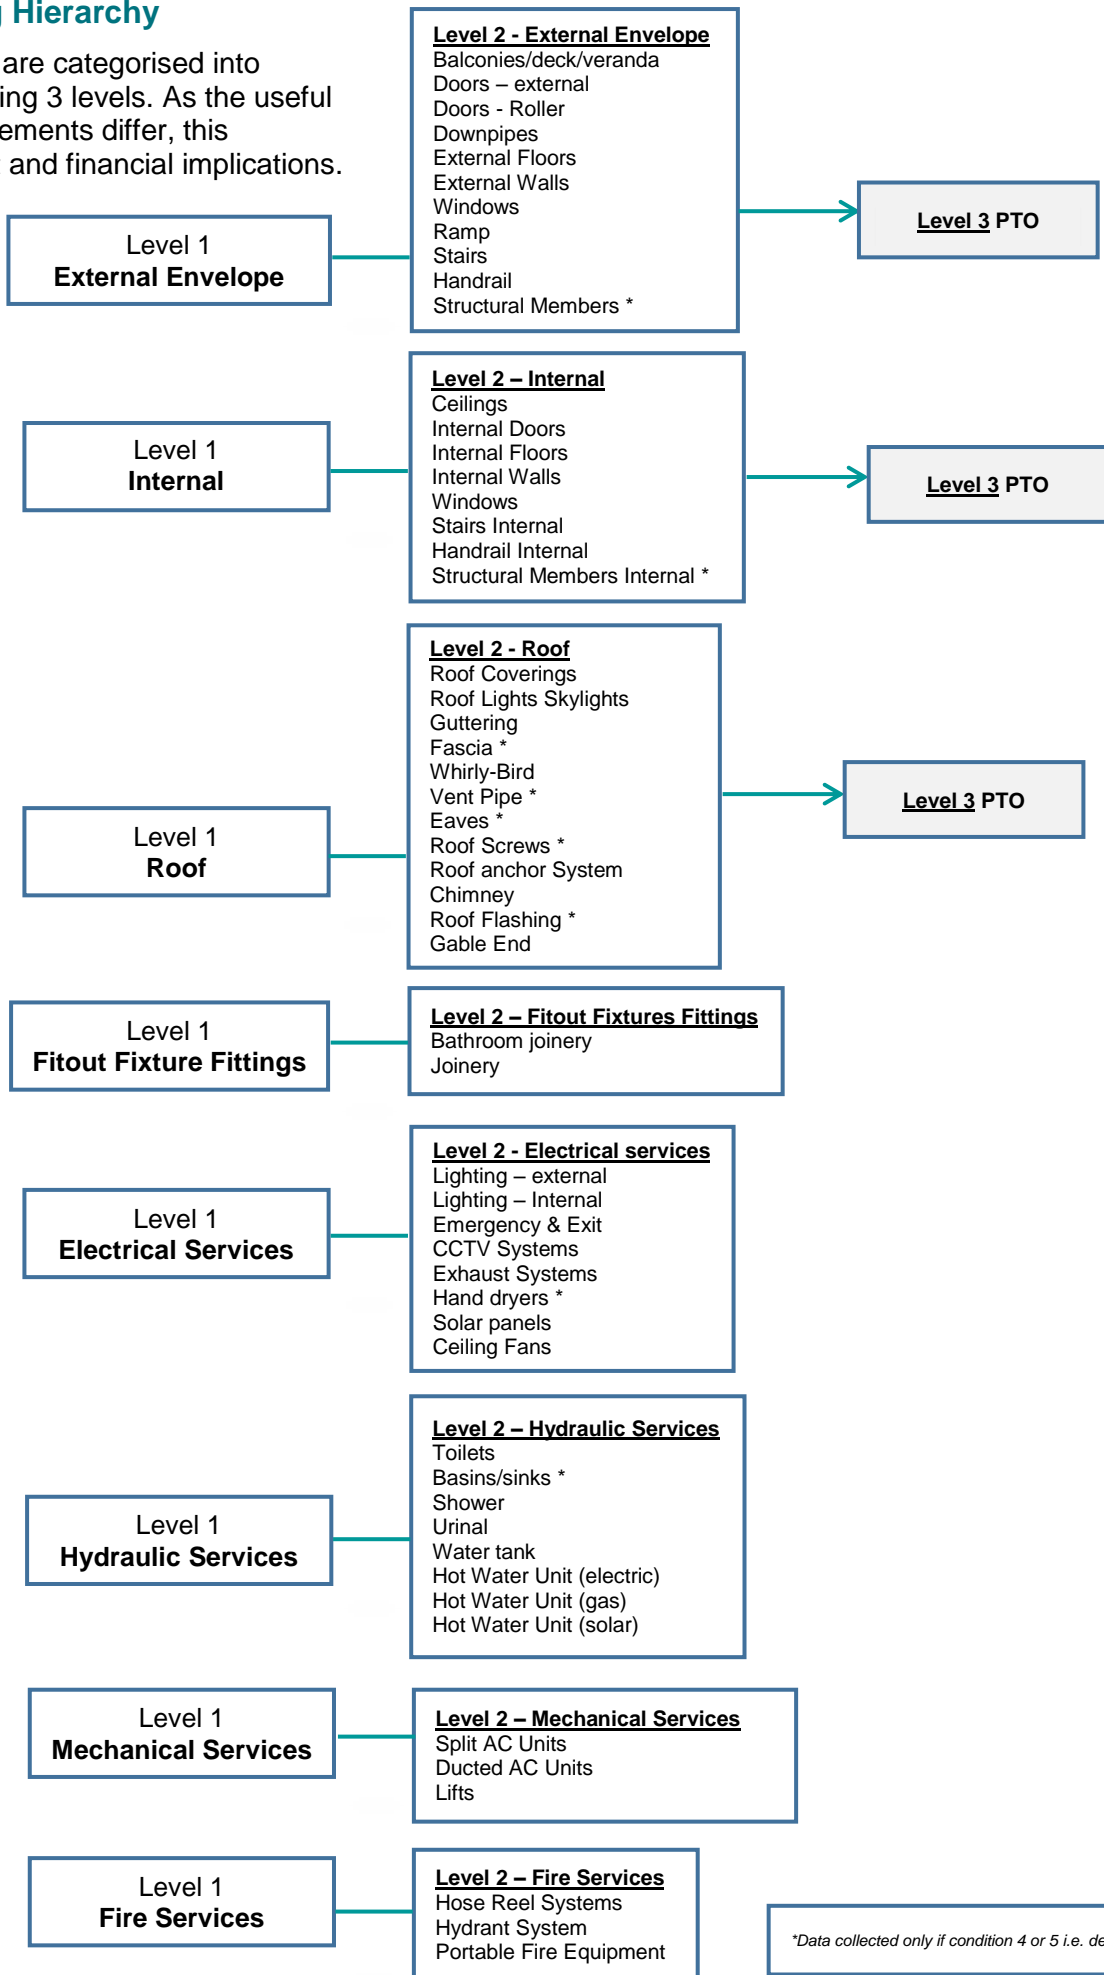 Hierarchy
are categorised into
ing 3 levels. As the useful
ements differ, this
and financial implications.
Level 1
External Envelope
Level 2 - External Envelope
Balconies/deck/veranda
Doors – external
Doors - Roller
Downpipes
External Floors
External Walls
Windows
Ramp
Stairs
Handrail
Structural Members *
Level 3 PTO
Level 1
Internal
Level 2 – Internal
Ceilings
Internal Doors
Internal Floors
Internal Walls
Windows
Stairs Internal
Handrail Internal
Structural Members Internal *
Level 3 PTO
Level 1
Roof
Level 2 - Roof
Roof Coverings
Roof Lights Skylights
Guttering
Fascia *
Whirly-Bird
Vent Pipe *
Eaves *
Roof Screws *
Roof anchor System
Chimney
Roof Flashing *
Gable End
Level 3 PTO
Level 1
Fitout Fixture Fittings
Level 2 – Fitout Fixtures Fittings
Bathroom joinery
Joinery
Level 1
Electrical Services
Level 2 - Electrical services
Lighting – external
Lighting – Internal
Emergency & Exit
CCTV Systems
Exhaust Systems
Hand dryers *
Solar panels
Ceiling Fans
Level 1
Hydraulic Services
Level 2 – Hydraulic Services
Toilets
Basins/sinks *
Shower
Urinal
Water tank
Hot Water Unit (electric)
Hot Water Unit (gas)
Hot Water Unit (solar)
Level 1
Mechanical Services
Level 2 – Mechanical Services
Split AC Units
Ducted AC Units
Lifts
Level 1
Fire Services
Level 2 – Fire Services
Hose Reel Systems
Hydrant System
Portable Fire Equipment
*Data collected only if condition 4 or 5 i.e. de